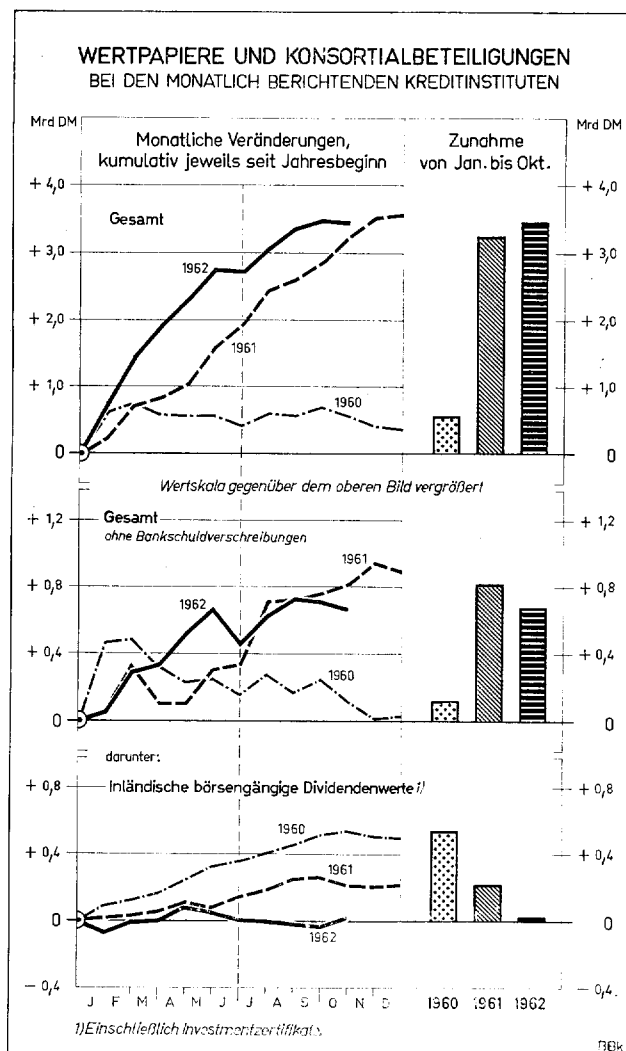 WERTPAPIERE UND KONSORTIALBETEILIGUNGEN
BEI DEN MONATLICH BERICHTENDEN KREDITINSTITUTEN
Mrd DM
Monatliche Veränderungen,
kumulativ jeweils seit Jahresbeginn
Zunahme
von Jan. bis Okt.
Mrd DM
+ 4,0
+ 4,0
Gesamt
+ 3,0
1962
+ 3,0
+ 2,0
1961
+ 2,0
+ 1,0
1960
+ 1,0
0
0
Wertskala gegenüber dem oberen Bild vergrößert
+ 1,2
Gesamt
+ 1,2
ohne Bankschuldverschreibungen
1961
+ 0,8
1962
+ 0,8
+ 0,4
1960
+ 0,4
0
0
darunter:
+ 0,8
Inländische börsengängige Dividendenwerte 1)
+ 0,8
1960
+ 0,4
1961
+ 0,4
0
0
1962
- 0,4
J F M A M J J A S O N D
1960 1961 1962
- 0,4
1) Einschließlich Investmentzertifikate.
BBk